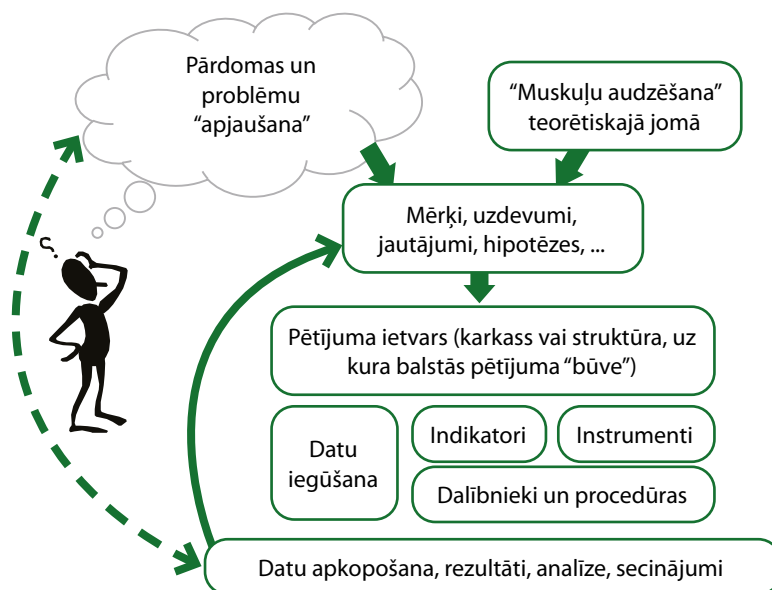 Pārdomas un
problēmu
“apjaušana”
“Muskuļu audzēšana”
teorētiskajā jomā
Mērķi, uzdevumi,
jautājumi, hipotēzes, ...
Pētījuma ietvars (karkass vai struktūra, uz
kura balstās pētījuma “būve”)
Datu
iegūšana
Indikatori
Instrumenti
Dalībnieki un procedūras
Datu apkopošana, rezultāti, analīze, secinājumi